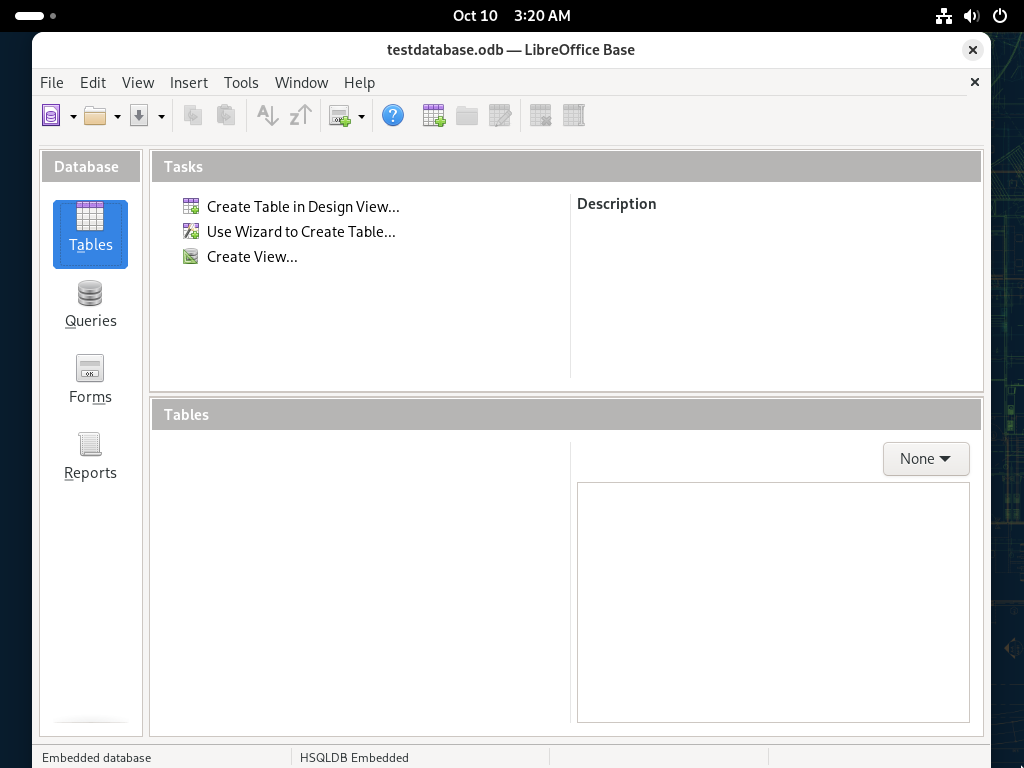 Oct 10 3:20 AM
testdatabase.odb — LibreOffice Base
File Edit View Insert Tools Window Help
Database
Tables
Queries
Forms
Reports
Tasks
Create Table in Design View...
Use Wizard to Create Table...
Create View...
Description
Tables
None
Embedded database
HSQLDB Embedded